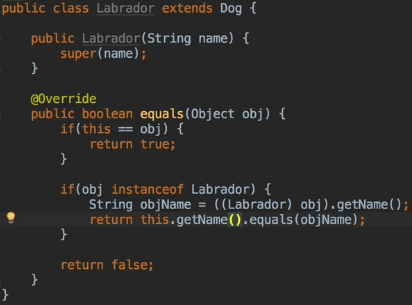 public class Labrador extends Dog {
public Labrador(String name) {
super(name);
}
@Override
public boolean equals(Object obj) {
if(this == obj) {
return true;
}
if(obj instanceof Labrador) {
String objName = ((Labrador) obj).getName();
return this.getName().equals(objName);
}
return false;
}
}